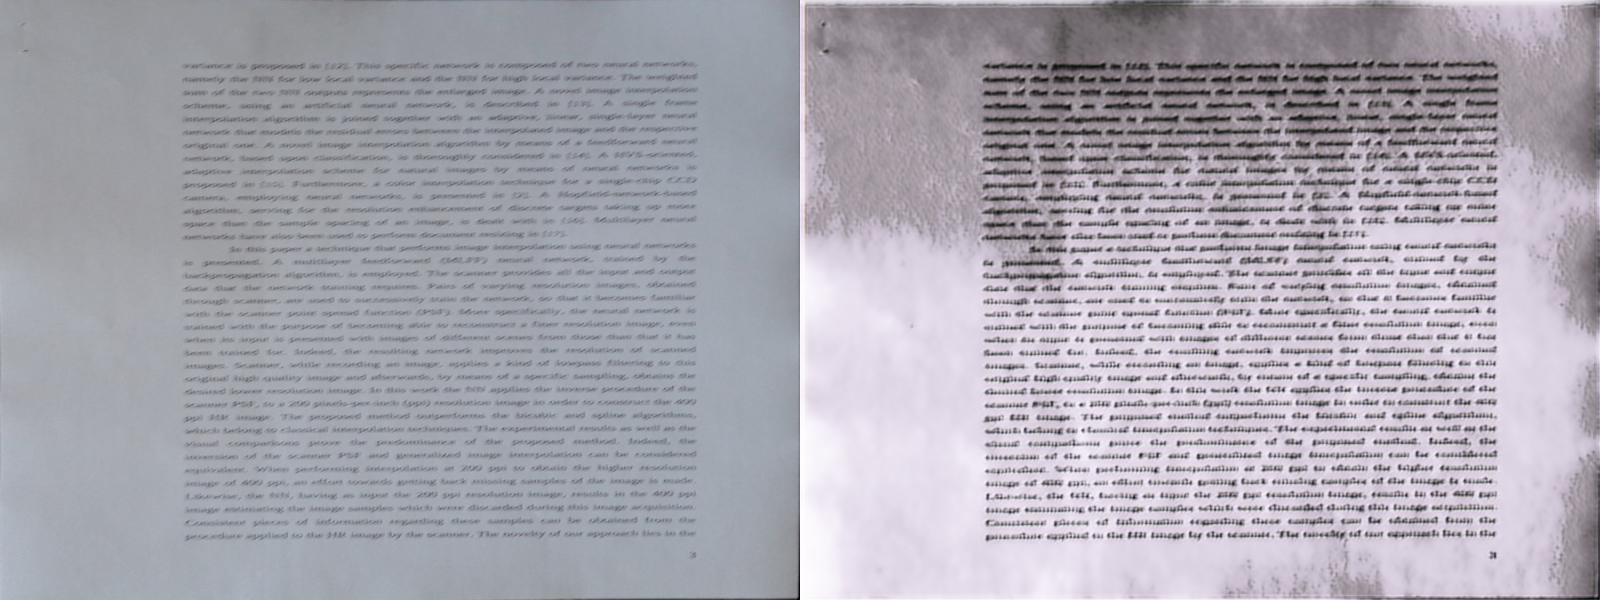 variance is proposed in [12]. This specific network is composed of two neural networks,
namely the NN for low local variance and the NN for high local variance. The weighted
sum of the two NN outputs represents the enlarged image. A novel image interpolation
scheme, using an artificial neural network, is described in [13]. A single frame
interpolation algorithm is joined together with an adaptive, linear, single-layer neural
network that models the residual errors between the interpolated image and the respective
original one. A novel image interpolation algorithm by means of a feedforward neural
network, based upon classification, is thoroughly considered in [14]. A HVS-oriented,
adaptive interpolation scheme for natural images by means of neural networks is
proposed in [15]. Furthermore, a color interpolation technique for a single-chip CCD
camera, employing neural networks, is presented in [2]. A Hopfield-network-based
algorithm, serving for the resolution enhancement of discrete targets taking up more
space than the sample spacing of an image, is dealt with in [16]. Multilayer neural
networks have also been used to perform document resizing in [17].
In this paper a technique that performs image interpolation using neural networks
is presented. A multilayer feedforward (MLFF) neural network, trained by the
backpropagation algorithm, is employed. The scanner provides all the input and output
data that the network training requires. Pairs of varying resolution images, obtained
through scanner, are used to successively train the network, so that it becomes familiar
with the scanner point spread function (PSF). More specifically, the neural network is
trained with the purpose of becoming able to reconstruct a finer resolution image, even
when its input is presented with images of different scenes from those than that it has
been trained for. Indeed, the resulting network improves the resolution of scanned
images. Scanner, while recording an image, applies a kind of lowpass filtering to this
original high quality image and afterwards, by means of a specific sampling, obtains the
desired lower resolution image. In this work the NN applies the inverse procedure of the
scanner PSF, to a 200 pixels-per-inch (ppi) resolution image in order to construct the 400
ppi HR image. The proposed method outperforms the bicubic and spline algorithms,
which belong to classical interpolation techniques. The experimental results as well as the
visual comparisons prove the predominance of the proposed method. Indeed, the
inversion of the scanner PSF and generalized image interpolation can be considered
equivalent. When performing interpolation at 200 ppi to obtain the higher resolution
image of 400 ppi, an effort towards getting back missing samples of the image is made.
Likewise, the NN, having as input the 200 ppi resolution image, results in the 400 ppi
image estimating the image samples which were discarded during this image acquisition.
Consistent pieces of information regarding these samples can be obtained from the
procedure applied to the HR image by the scanner. The novelty of our approach lies in the